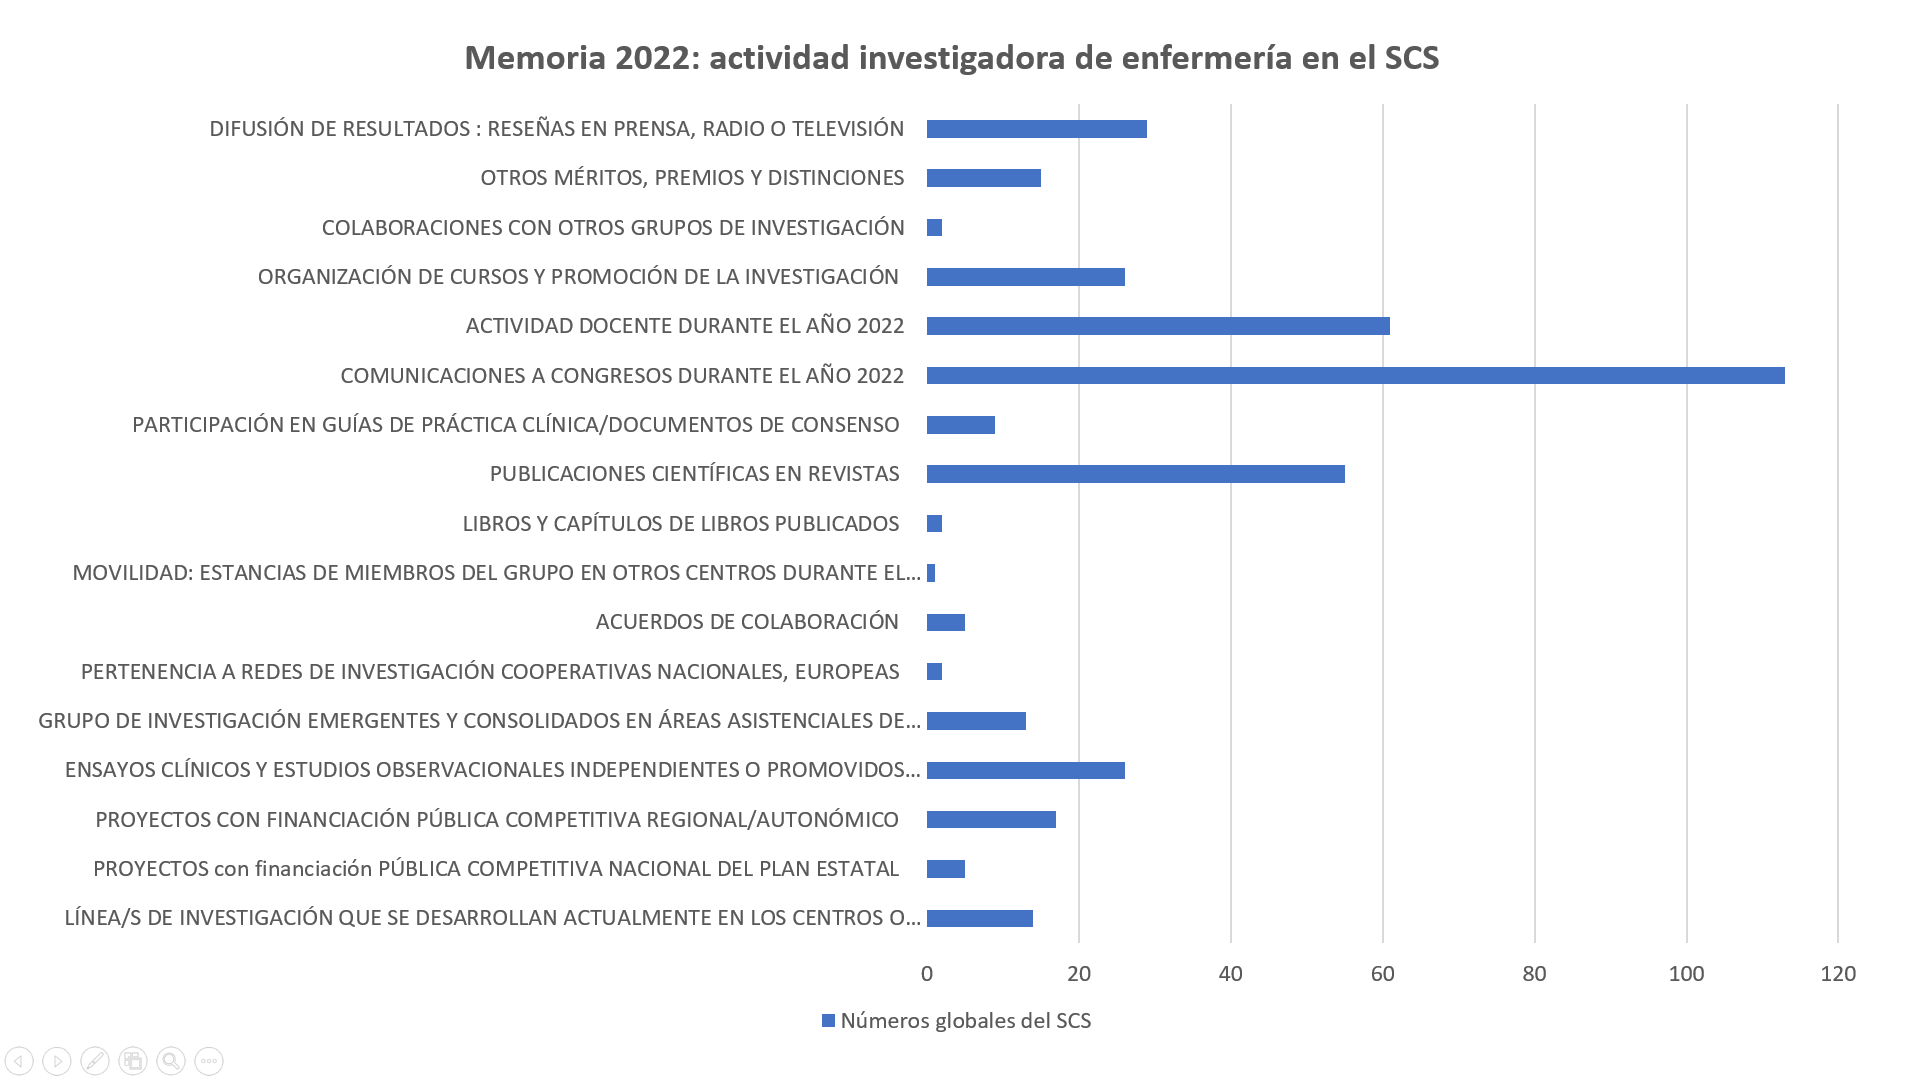 Memoria 2022: actividad investigadora de enfermería en el SCS
DIFUSIÓN DE RESULTADOS : RESEÑAS EN PRENSA, RADIO O TELEVISIÓN
OTROS MÉRITOS, PREMIOS Y DISTINCIONES
COLABORACIONES CON OTROS GRUPOS DE INVESTIGACIÓN
ORGANIZACIÓN DE CURSOS Y PROMOCIÓN DE LA INVESTIGACIÓN
ACTIVIDAD DOCENTE DURANTE EL AÑO 2022
COMUNICACIONES A CONGRESOS DURANTE EL AÑO 2022
PARTICIPACIÓN EN GUÍAS DE PRÁCTICA CLÍNICA/DOCUMENTOS DE CONSENSO
PUBLICACIONES CIENTÍFICAS EN REVISTAS
LIBROS Y CAPÍTULOS DE LIBROS PUBLICADOS
MOVILIDAD: ESTANCIAS DE MIEMBROS DEL GRUPO EN OTROS CENTROS DURANTE EL...
ACUERDOS DE COLABORACIÓN
PERTENENCIA A REDES DE INVESTIGACIÓN COOPERATIVAS NACIONALES, EUROPEAS
GRUPO DE INVESTIGACIÓN EMERGENTES Y CONSOLIDADOS EN ÁREAS ASISTENCIALES DE...
ENSAYOS CLÍNICOS Y ESTUDIOS OBSERVACIONALES INDEPENDIENTES O PROMOVIDOS...
PROYECTOS CON FINANCIACIÓN PÚBLICA COMPETITIVA REGIONAL/AUTONÓMICO
PROYECTOS con financiación PÚBLICA COMPETITIVA NACIONAL DEL PLAN ESTATAL
LÍNEA/S DE INVESTIGACIÓN QUE SE DESARROLLAN ACTUALMENTE EN LOS CENTROS O...
0 20 40 60 80 100 120
Números globales del SCS